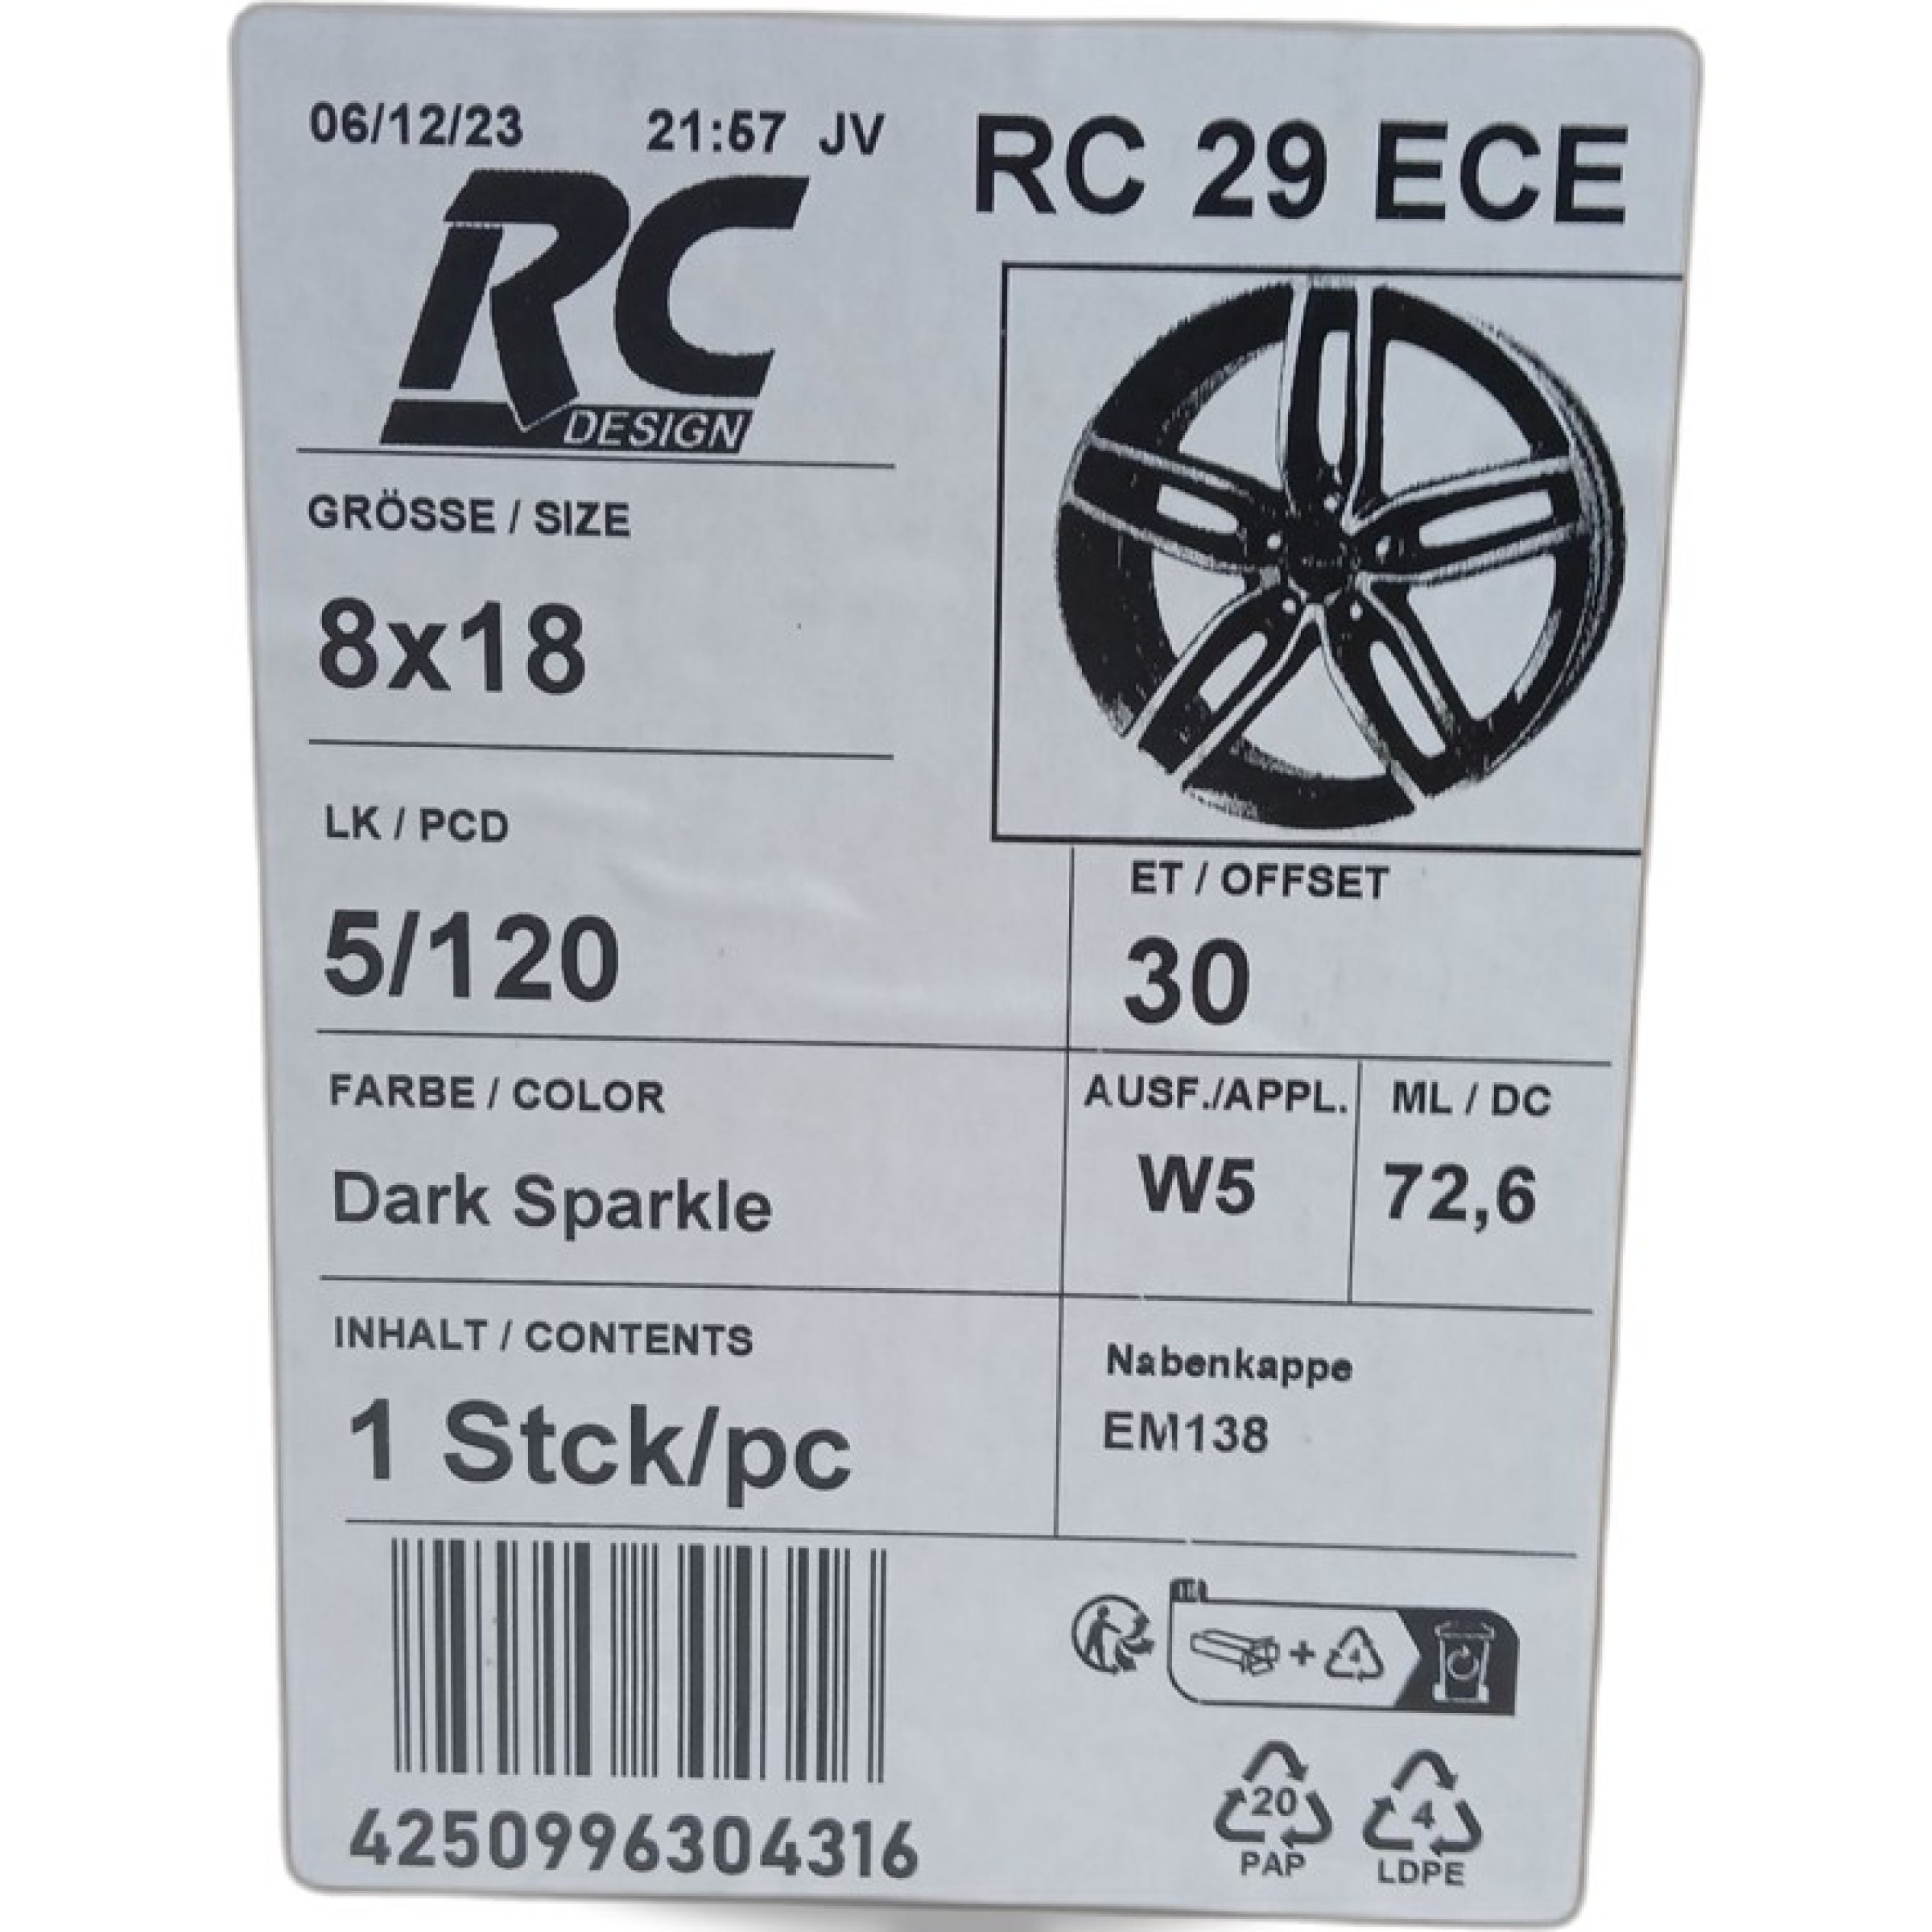 06/12/23 21:57 JV
RC 29 ECE
RC
DESIGN
GRÖSSE / SIZE
8x18
LK / PCD
5/120
ET / OFFSET
30
FARBE / COLOR
Dark Sparkle
AUSF./APPL.
W5
ML / DC
72,6
INHALT / CONTENTS
1 Stck/pc
Nabenkappe
EM138
+ 4
20
PAP
4
LDPE
4250996304316